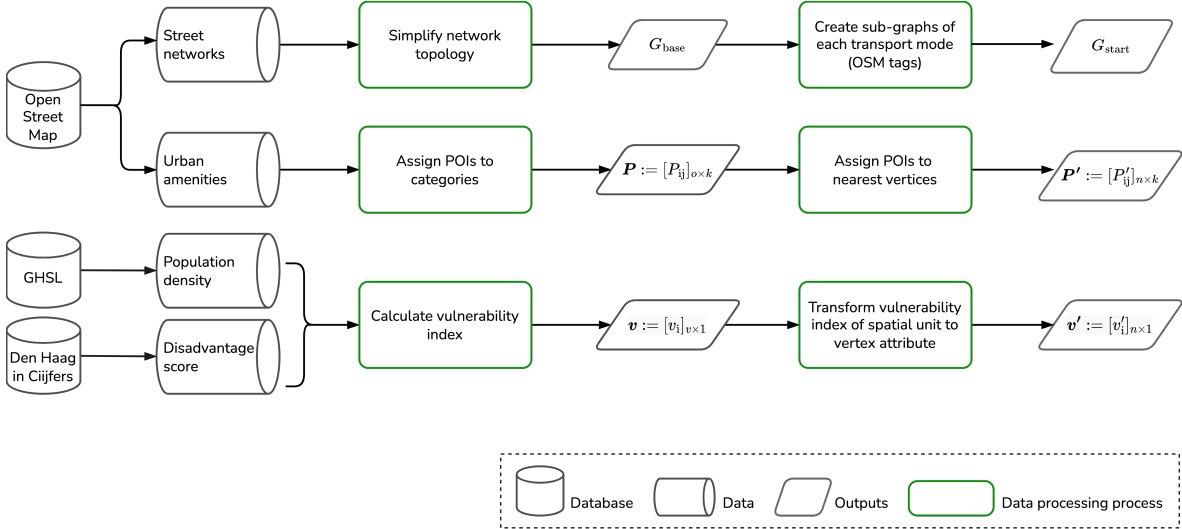 Open
Street
Map
Street
networks
Simplify network
topology
G_base
Create sub-graphs of
each transport mode
(OSM tags)
G_start
Urban
amenities
Assign POIs to
categories
P := [P_ij]_{o×k}
Assign POIs to
nearest vertices
P′ := [P′_ij]_{n×k}
GHSL
Population
density
Den Haag
in Ciijfers
Disadvantage
score
Calculate vulnerability
index
v := [v_i]_{v×1}
Transform vulnerability
index of spatial unit to
vertex attribute
v′ := [v′_i]_{n×1}
Database
Data
Outputs
Data processing process